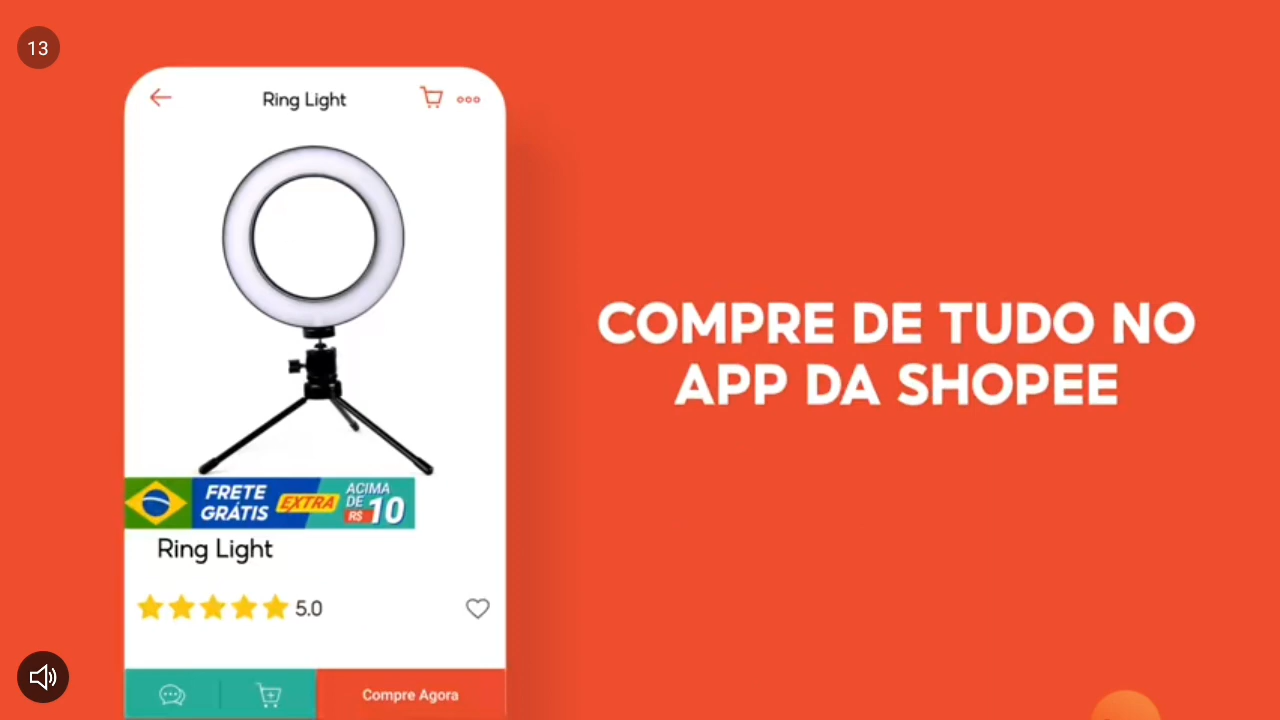 13
Ring Light
COMPRE DE TUDO NO
APP DA SHOPEE
FRETE
GRÁTIS
EXTRA
ACIMA
DE
R$ 10
Ring Light
5.0
Compre Agora